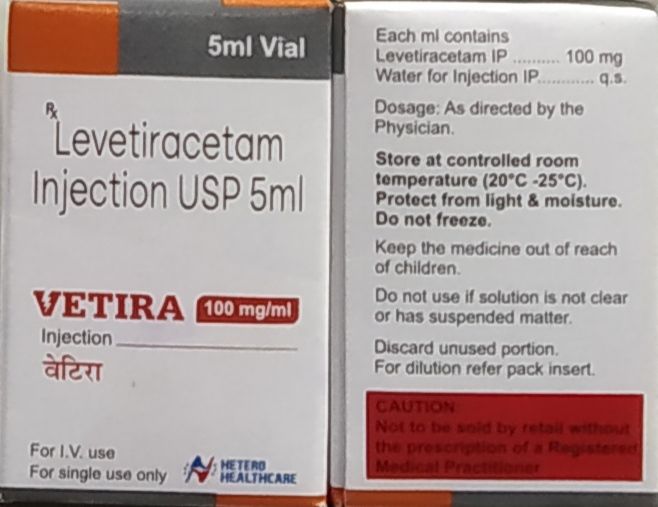 5ml Vial
Rx
Levetiracetam
Injection USP 5ml
VETIRA 100 mg/ml
Injection
वेटिरा
For I.V. use
For single use only
HETERO
HEALTHCARE
Each ml contains
Levetiracetam IP .......... 100 mg
Water for Injection IP............ q.s.
Dosage: As directed by the
Physician.
Store at controlled room
temperature (20°C -25°C).
Protect from light & moisture.
Do not freeze.
Keep the medicine out of reach
of children.
Do not use if solution is not clear
or has suspended matter.
Discard unused portion.
For dilution refer pack insert.
CAUTION:
Not to be sold by retail without
the prescription of a Registered
Medical Practitioner